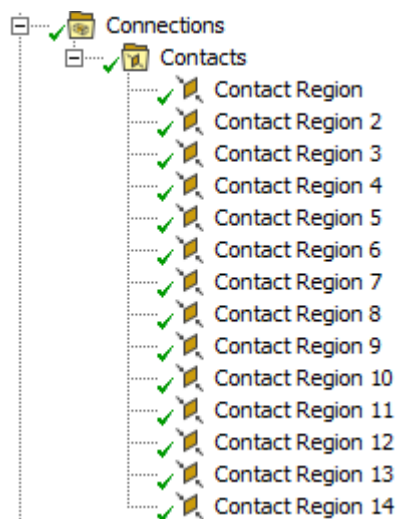 Connections
Contacts
Contact Region
Contact Region 2
Contact Region 3
Contact Region 4
Contact Region 5
Contact Region 6
Contact Region 7
Contact Region 8
Contact Region 9
Contact Region 10
Contact Region 11
Contact Region 12
Contact Region 13
Contact Region 14